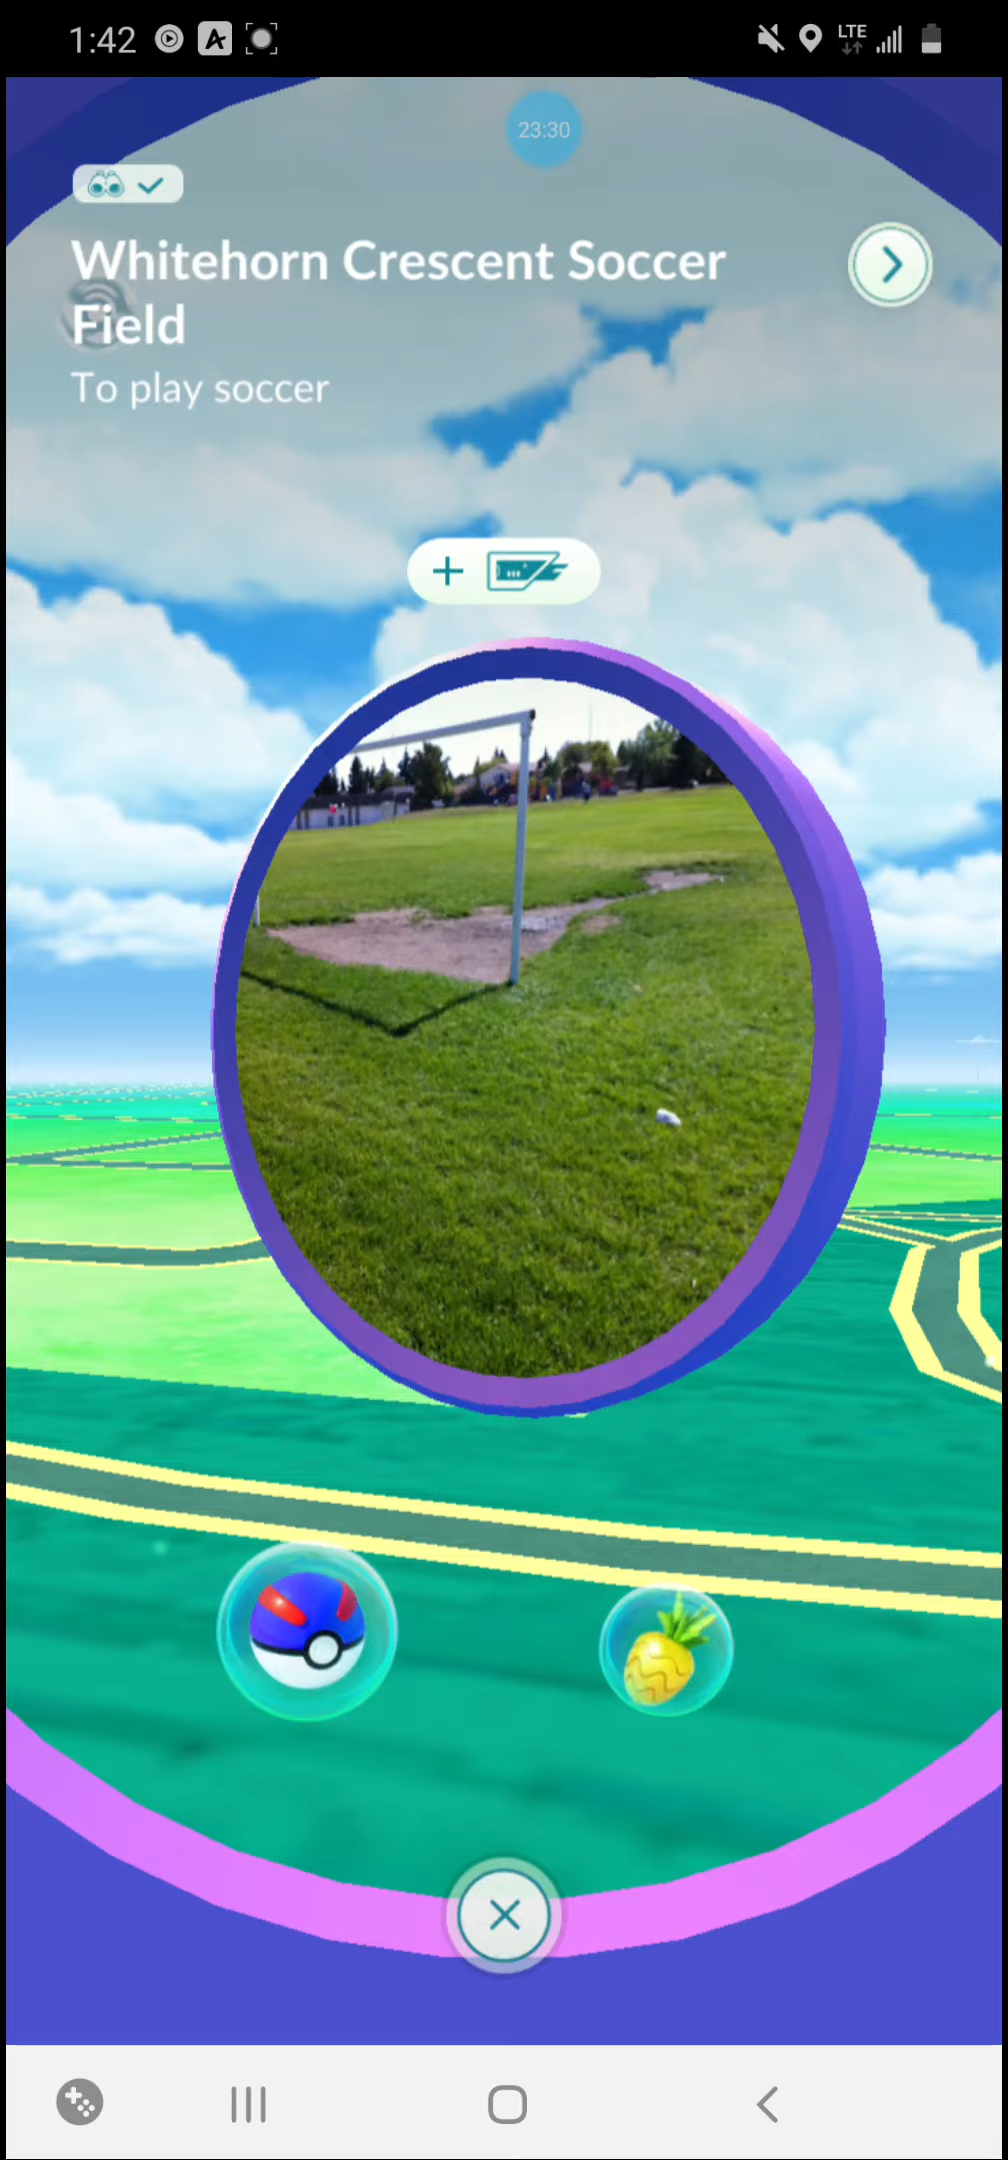 1:42
LTE
23:30
Whitehorn Crescent Soccer
Field
To play soccer